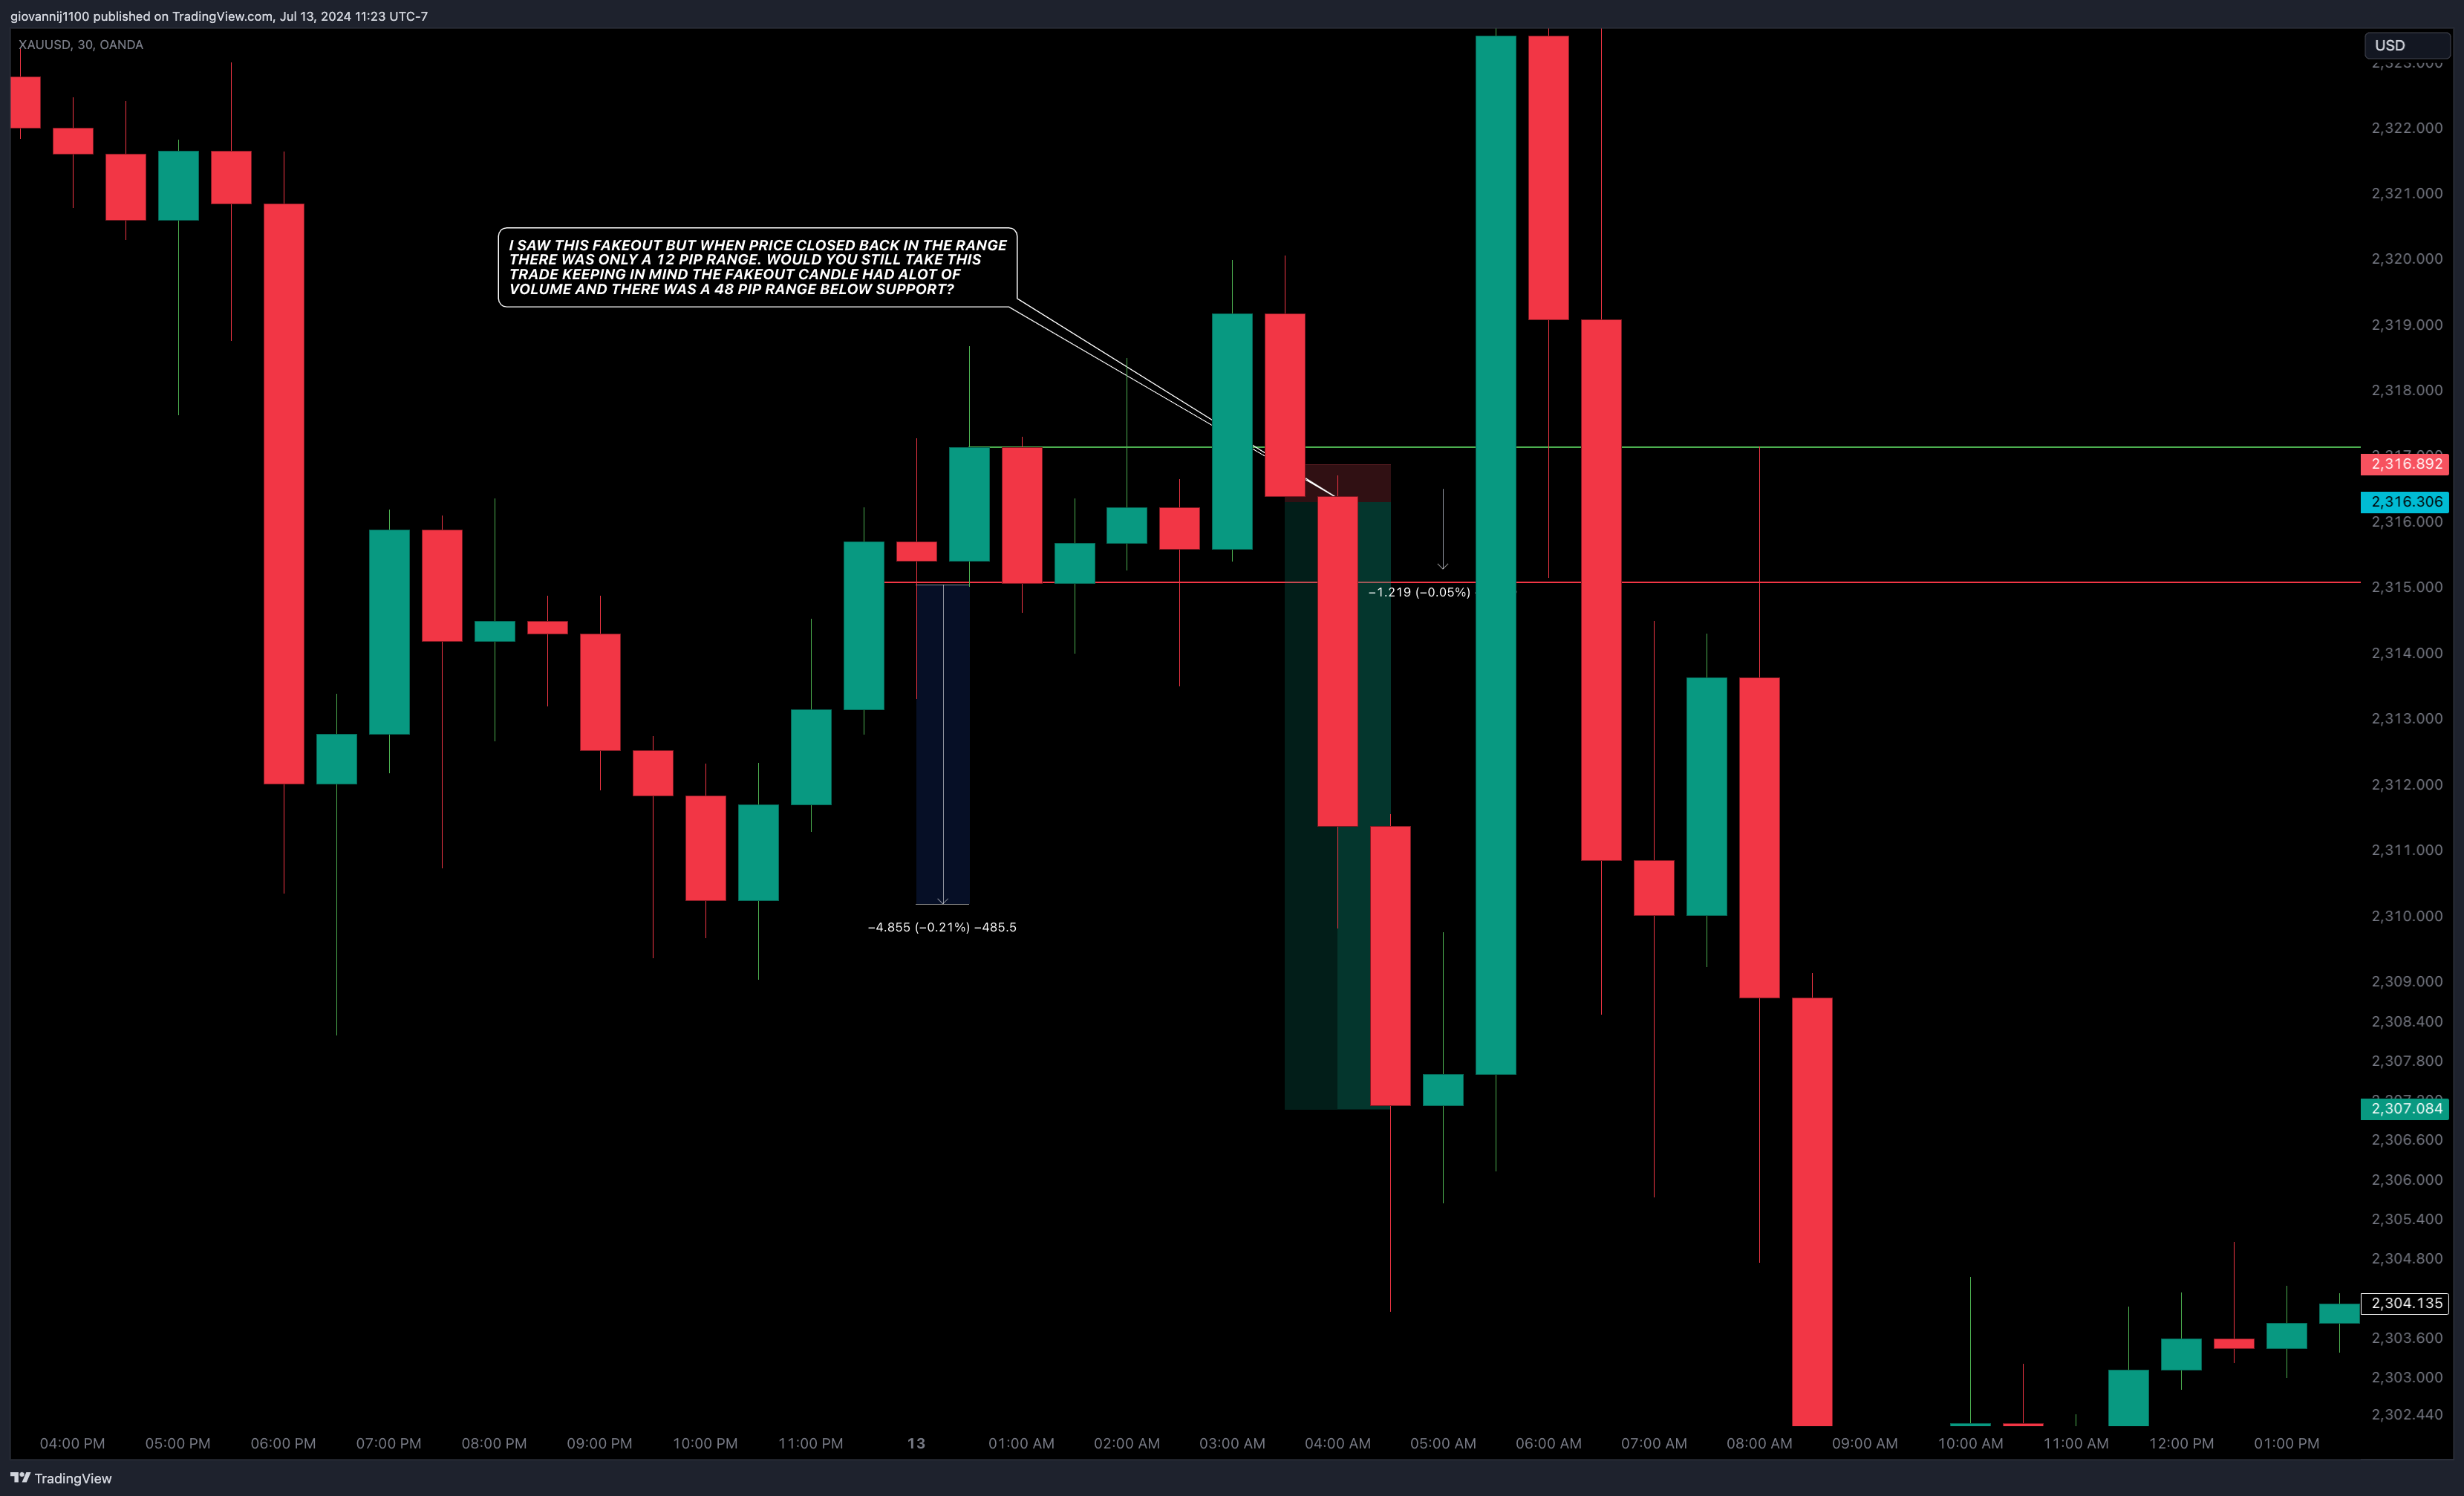 giovannij1100 published on TradingView.com, Jul 13, 2024 11:23 UTC-7
XAUUSD, 30, OANDA
USD
2,323.000
2,322.000
2,321.000
I SAW THIS FAKEOUT BUT WHEN PRICE CLOSED BACK IN THE RANGE
THERE WAS ONLY A 12 PIP RANGE. WOULD YOU STILL TAKE THIS
TRADE KEEPING IN MIND THE FAKEOUT CANDLE HAD ALOT OF
VOLUME AND THERE WAS A 48 PIP RANGE BELOW SUPPORT?
2,320.000
2,319.000
2,318.000
2,316.892
2,316.306
2,316.000
2,315.000
−1.219 (−0.05%)
2,314.000
2,313.000
2,312.000
2,311.000
2,310.000
−4.855 (−0.21%) −485.5
2,309.000
2,308.400
2,307.800
2,307.084
2,306.600
2,306.000
2,305.400
2,304.800
2,304.135
2,303.600
2,303.000
2,302.440
04:00 PM 05:00 PM 06:00 PM 07:00 PM 08:00 PM 09:00 PM 10:00 PM 11:00 PM 13 01:00 AM 02:00 AM 03:00 AM 04:00 AM 05:00 AM 06:00 AM 07:00 AM 08:00 AM 09:00 AM 10:00 AM 11:00 AM 12:00 PM 01:00 PM
TradingView